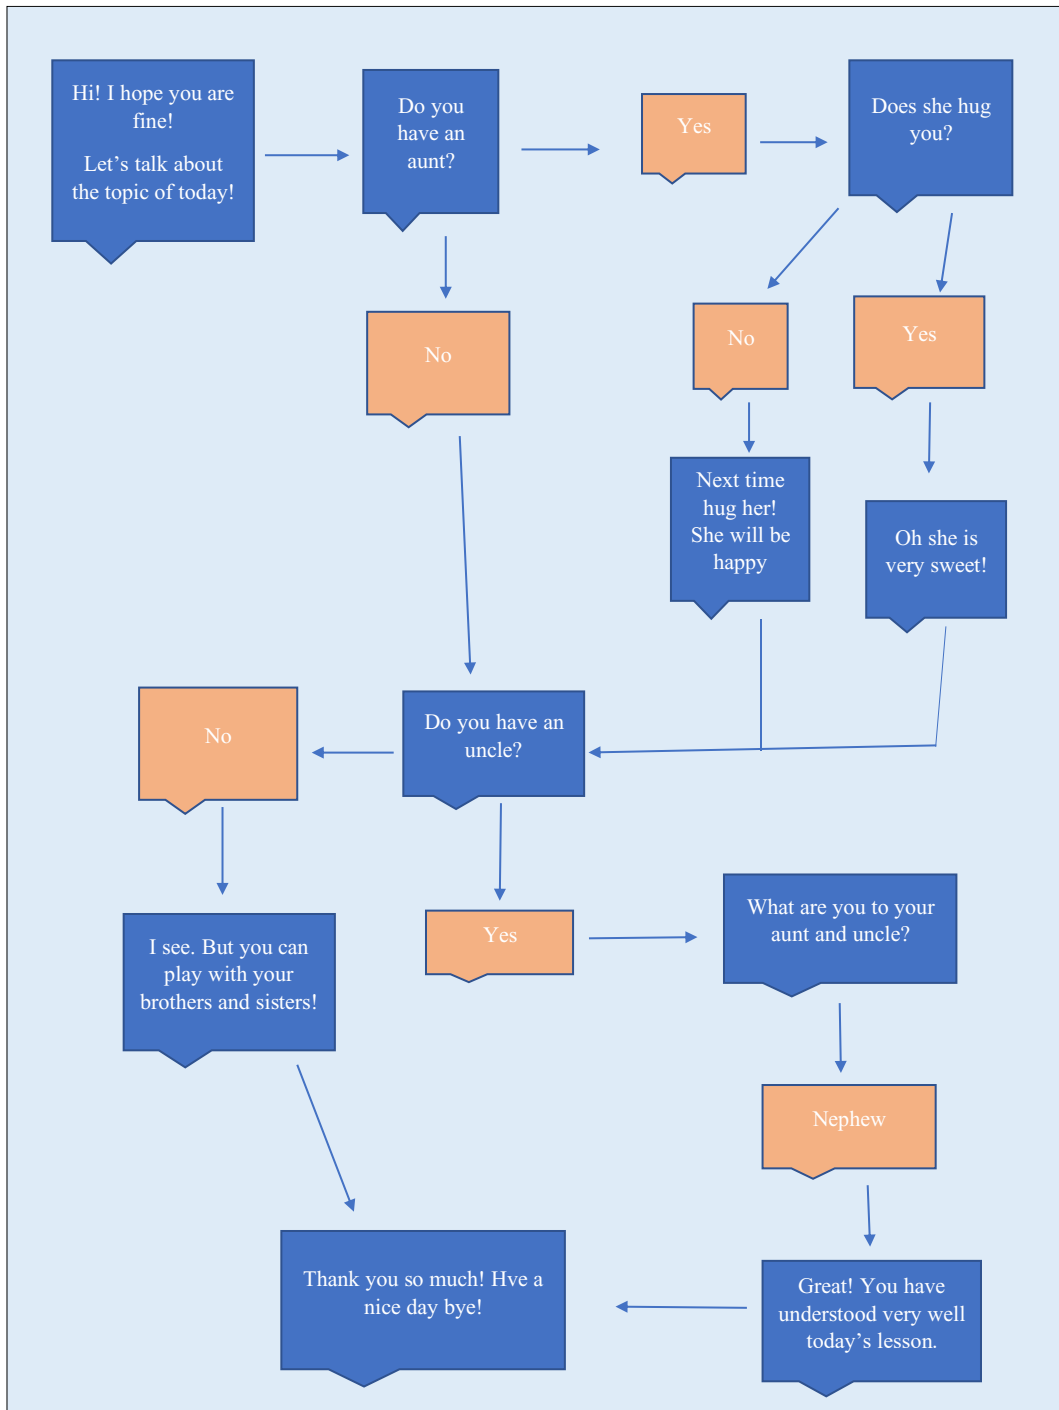 Hi! I hope you are
fine!
Let’s talk about
the topic of today!
Do you
have an
aunt?
Yes
Does she hug
you?
No
No
Yes
Next time
hug her!
She will be
happy
Oh she is
very sweet!
No
Do you have an
uncle?
I see. But you can
play with your
brothers and sisters!
Yes
What are you to your
aunt and uncle?
Nephew
Thank you so much! Hve a
nice day bye!
Great! You have
understood very well
today’s lesson.